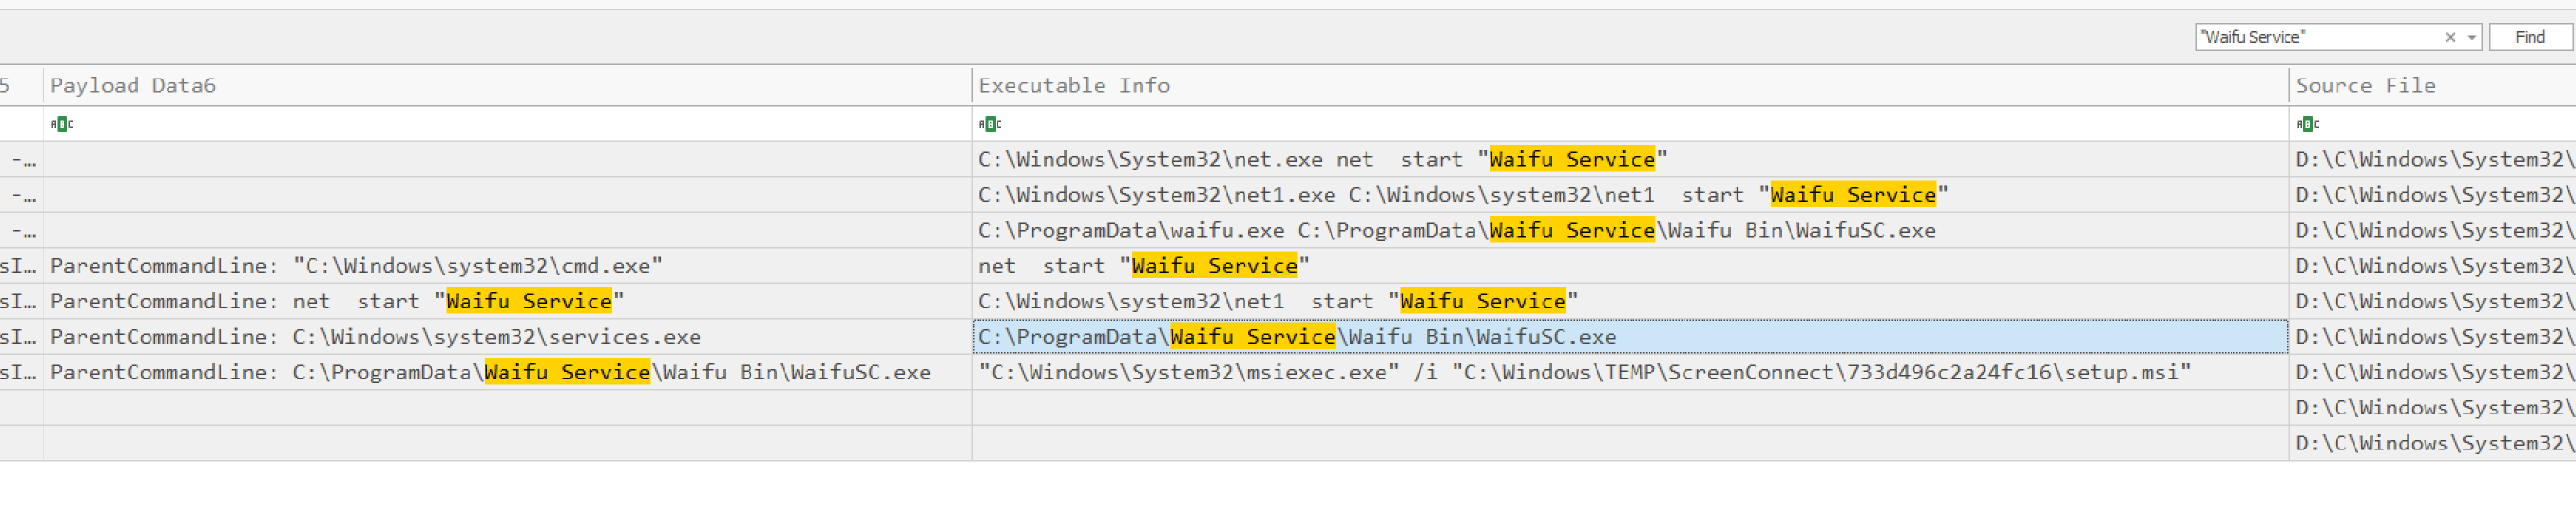 "Waifu Service" Find
5 Payload Data6 Executable Info Source File
-… C:\Windows\System32\net.exe net  start "Waifu Service" D:\C\Windows\System32\
-… C:\Windows\System32\net1.exe C:\Windows\system32\net1  start "Waifu Service" D:\C\Windows\System32\
-… C:\ProgramData\waifu.exe C:\ProgramData\Waifu Service\Waifu Bin\WaifuSC.exe D:\C\Windows\System32\
sI… ParentCommandLine: "C:\Windows\system32\cmd.exe" net  start "Waifu Service" D:\C\Windows\System32\
sI… ParentCommandLine: net  start "Waifu Service" C:\Windows\system32\net1  start "Waifu Service" D:\C\Windows\System32\
sI… ParentCommandLine: C:\Windows\system32\services.exe C:\ProgramData\Waifu Service\Waifu Bin\WaifuSC.exe D:\C\Windows\System32\
sI… ParentCommandLine: C:\ProgramData\Waifu Service\Waifu Bin\WaifuSC.exe "C:\Windows\System32\msiexec.exe" /i "C:\Windows\TEMP\ScreenConnect\733d496c2a24fc16\setup.msi" D:\C\Windows\System32\
D:\C\Windows\System32\
D:\C\Windows\System32\